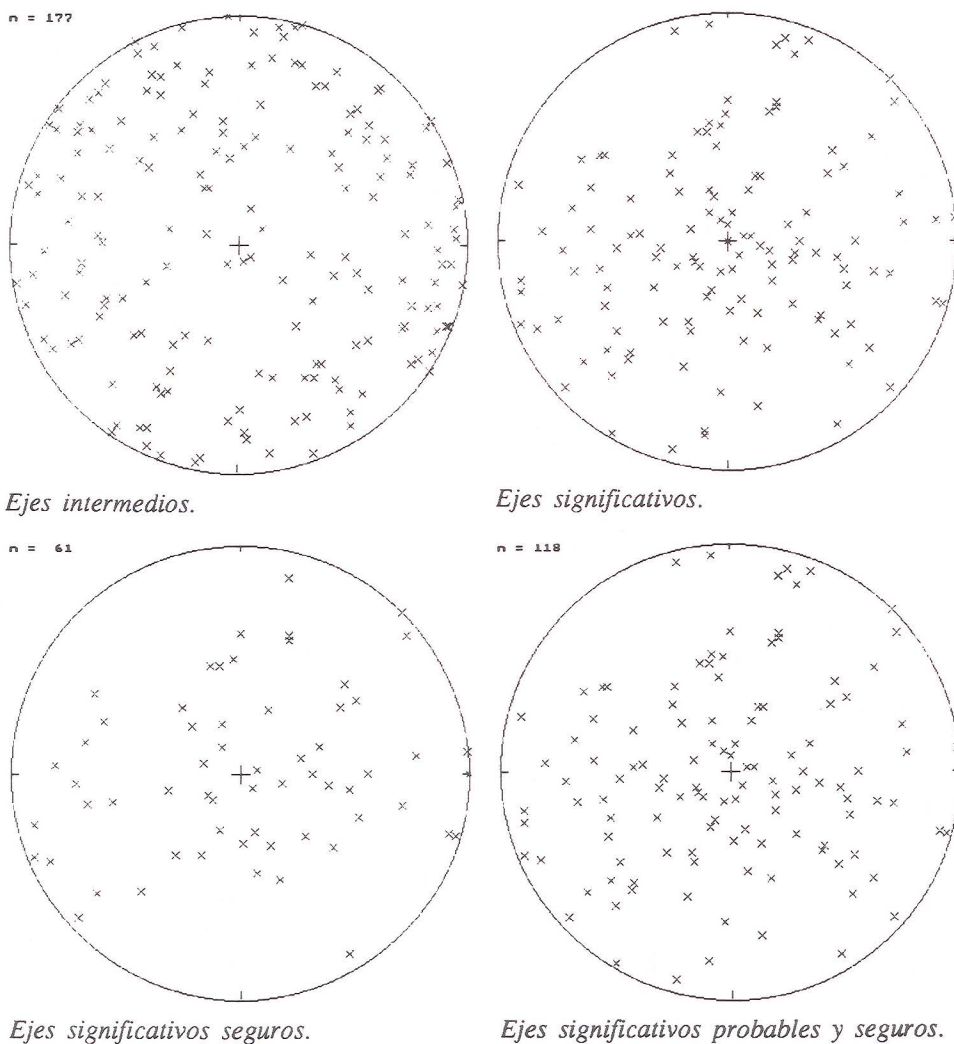 n = 177
Ejes intermedios.
Ejes significativos.
n = 61
n = 118
Ejes significativos seguros.
Ejes significativos probables y seguros.